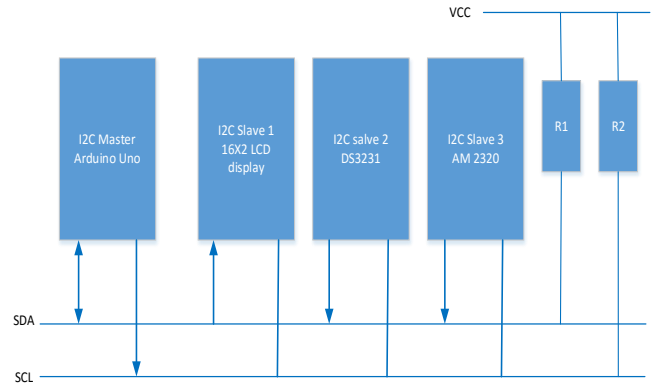 VCC
I2C Master
Arduino Uno
I2C Slave 1
16X2 LCD
display
I2C salve 2
DS3231
I2C Slave 3
AM 2320
R1
R2
SDA
SCL